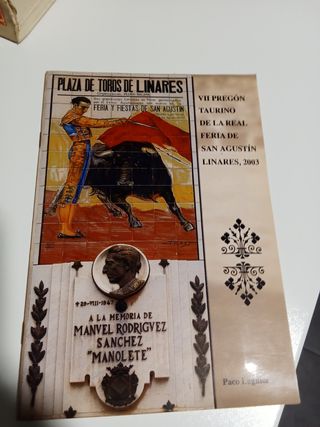 PLAZA DE TOROS DE LINARES
FERIA Y FIESTAS DE SAN AGUSTIN
VII PREGÓN
TAURINO
DE LA REAL
FERIA DE
SAN AGUSTÍN
LINARES, 2003
✝ 29-VIII-1947
A LA MEMORIA DE
MANVEL RODRIGVEZ
SANCHEZ
"MANOLETE"
Paco